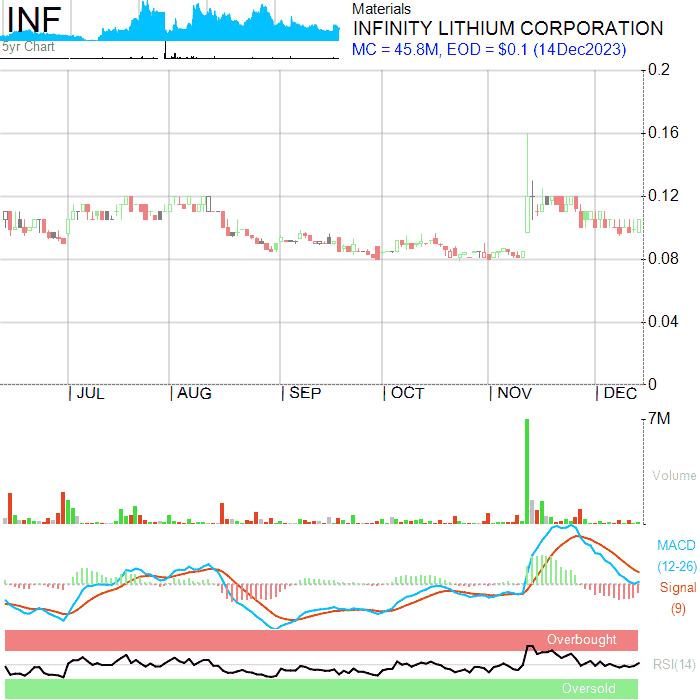 INF
5yr Chart
Materials
INFINITY LITHIUM CORPORATION
MC = 45.8M, EOD = $0.1 (14Dec2023)
0.2
0.16
0.12
0.08
0.04
0
JUL AUG SEP OCT NOV DEC
7M
Volume
MACD
(12-26)
Signal
(9)
Overbought
RSI(14)
Oversold